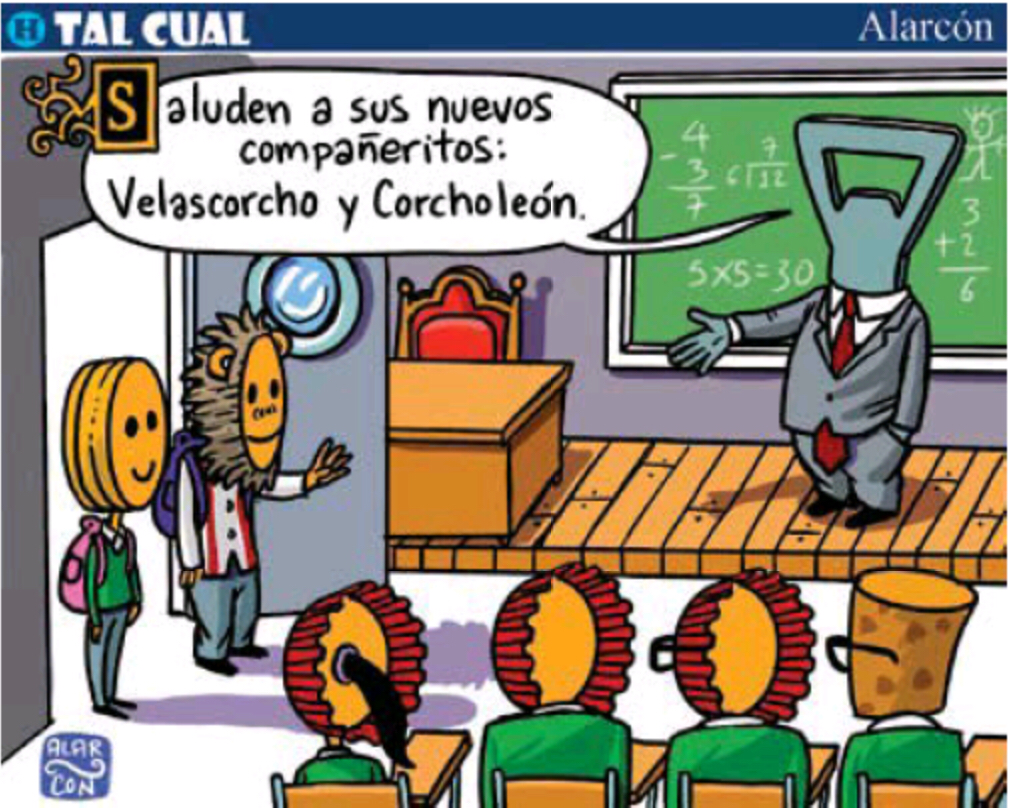 H TAL CUAL
Alarcón
Saluden a sus nuevos
compañeritos:
Velascorcho y Corcholeón.
4
- 3
7
7
6 12
5x5=30
3
+2
6
ALAR
CON